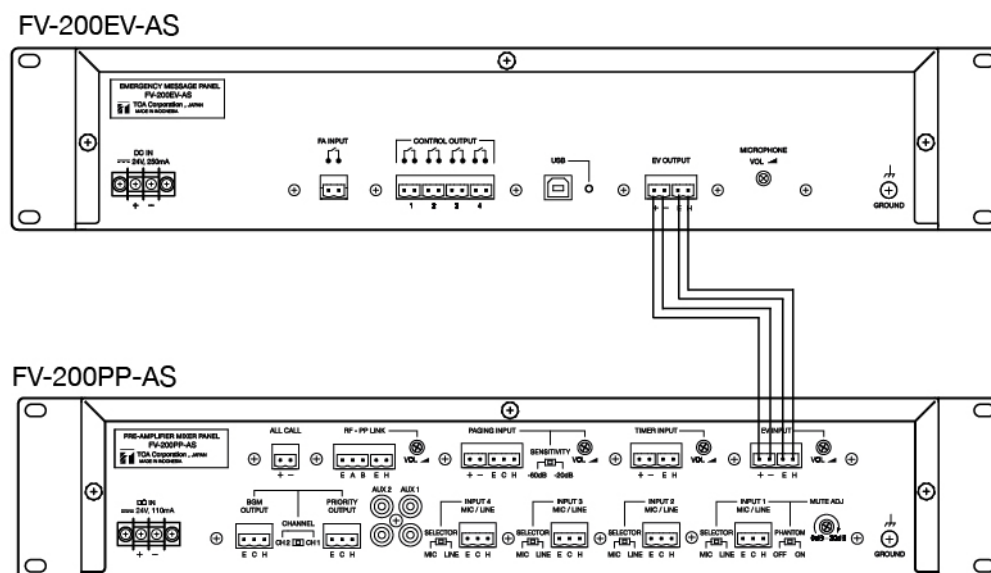 FV-200EV-AS
EMERGENCY MESSAGE PANEL
FV-200EV-AS
TOA Corporation, JAPAN
MADE IN INDONESIA
DC IN
24V, 250mA
+ -
FA INPUT
CONTROL OUTPUT
1 2 3 4
USB
EV OUTPUT
+ - E H
MICROPHONE
VOL
GROUND
FV-200PP-AS
PRE-AMPLIFIER MIXER PANEL
FV-200PP-AS
TOA Corporation, JAPAN
MADE IN INDONESIA
ALL CALL
+ -
RF - PP LINK
E A B E H
VOL
PAGING INPUT
+ - E C H
SENSITIVITY
-60dB -20dB
VOL
TIMER INPUT
+ - E H
VOL
EV INPUT
+ - E H
VOL
IN
24V, 110mA
+ -
BGM
OUTPUT
E C H
CHANNEL
CH2 CH1
PRIORITY
OUTPUT
E C H
AUX 2 AUX 1
INPUT 4
MIC / LINE
SELECTOR
MIC LINE E C H
INPUT 3
MIC / LINE
SELECTOR
MIC LINE E C H
INPUT 2
MIC / LINE
SELECTOR
MIC LINE E C H
INPUT 1
MIC / LINE
SELECTOR
MIC LINE E C H
PHANTOM
OFF ON
MUTE ADJ
GROUND